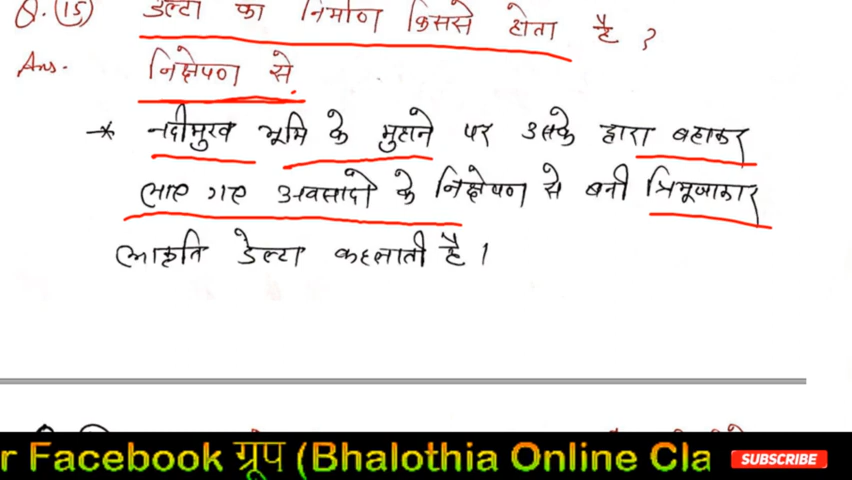 Q. (15) डेल्टा का निर्माण किससे होता है ?
Ans. निक्षेपण से
* नदीमुख भूमि के मुहाने पर उसके द्वारा बहाकर
लाए गए अवसादो के निक्षेपण से बनी त्रिभूजाकार
आकृति डेल्टा कहलाती है ।
r Facebook ग्रूप (Bhalothia Online Cla
SUBSCRIBE